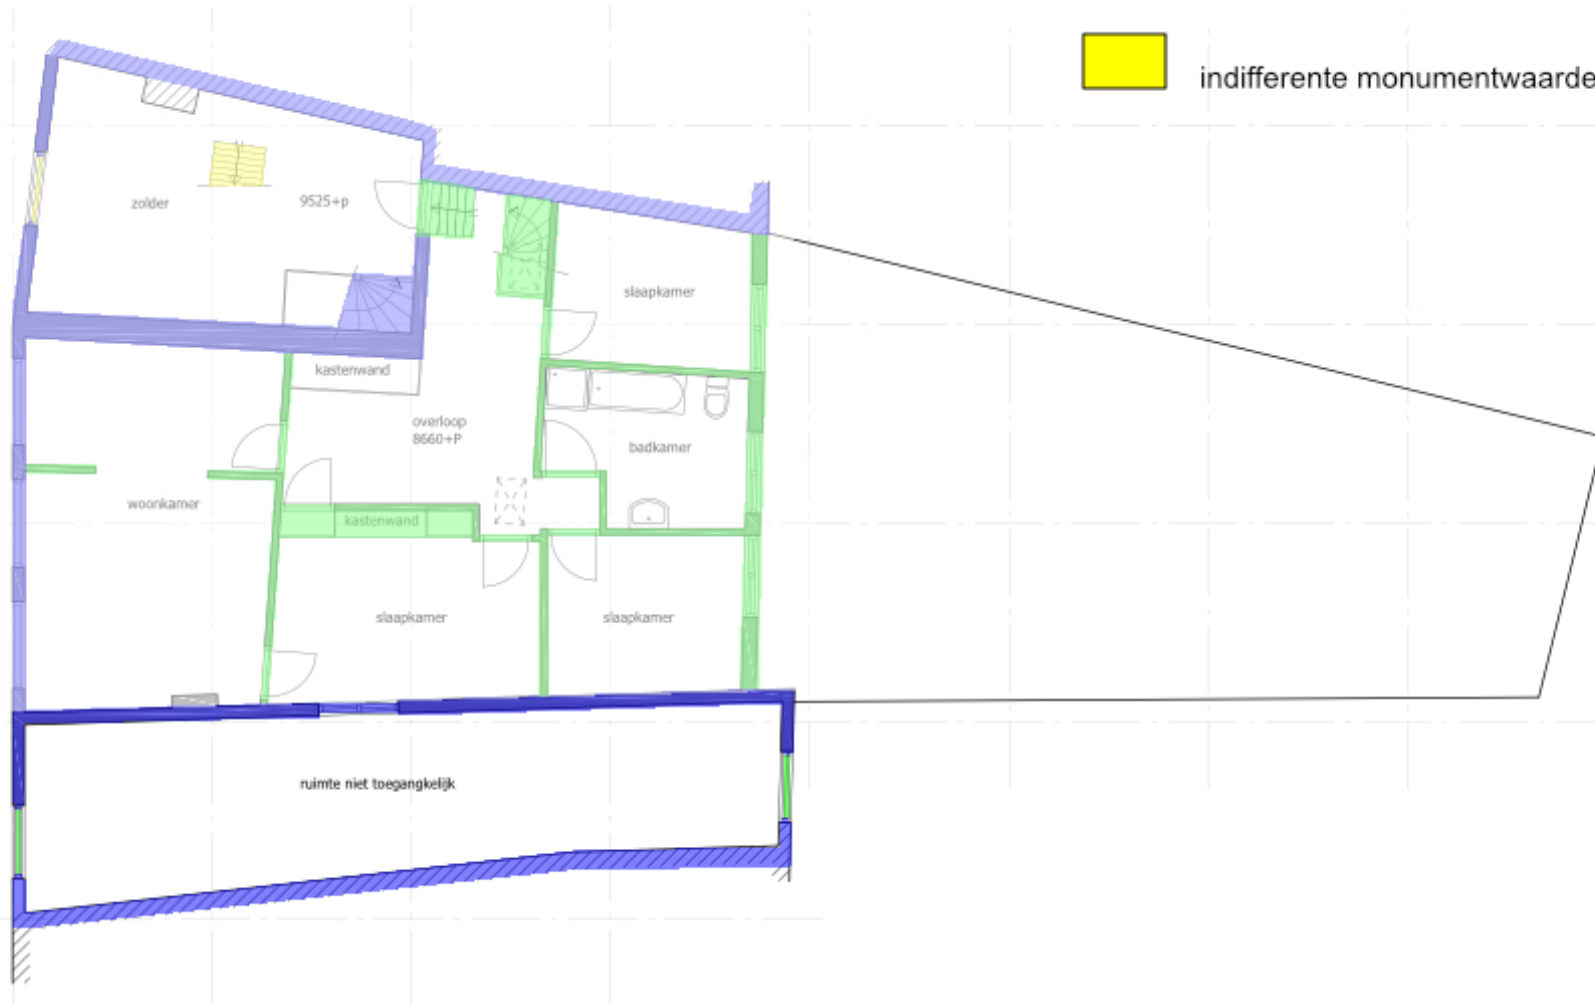 indifferente monumentwaarde
zolder
9525+p
slaapkamer
kastenwand
overloop
8660+P
badkamer
woonkamer
kastenwand
slaapkamer
slaapkamer
ruimte niet toegangkelijk